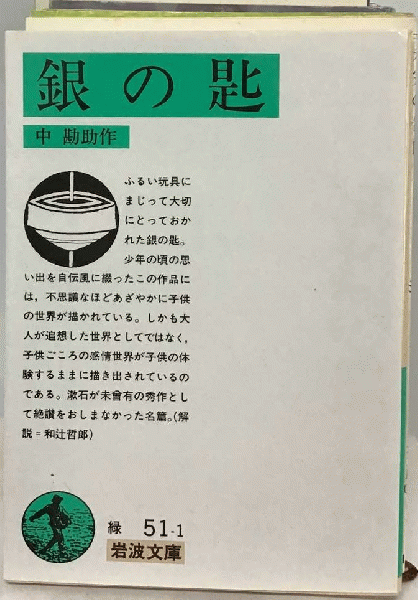 銀の匙
中 勘助作
ふるい玩具に
まじって大切
にとっておか
れた銀の匙。
少年の頃の思
い出を自伝風に綴ったこの作品に
は，不思議なほどあざやかに子供
の世界が描かれている。しかも大
人が追想した世界としてではなく，
子供ごころの感情世界が子供の体
験するままに描き出されているの
である。漱石が未曾有の秀作とし
て絶讃をおしまなかった名篇。（解
説＝和辻哲郎）
緑 51-1
岩波文庫